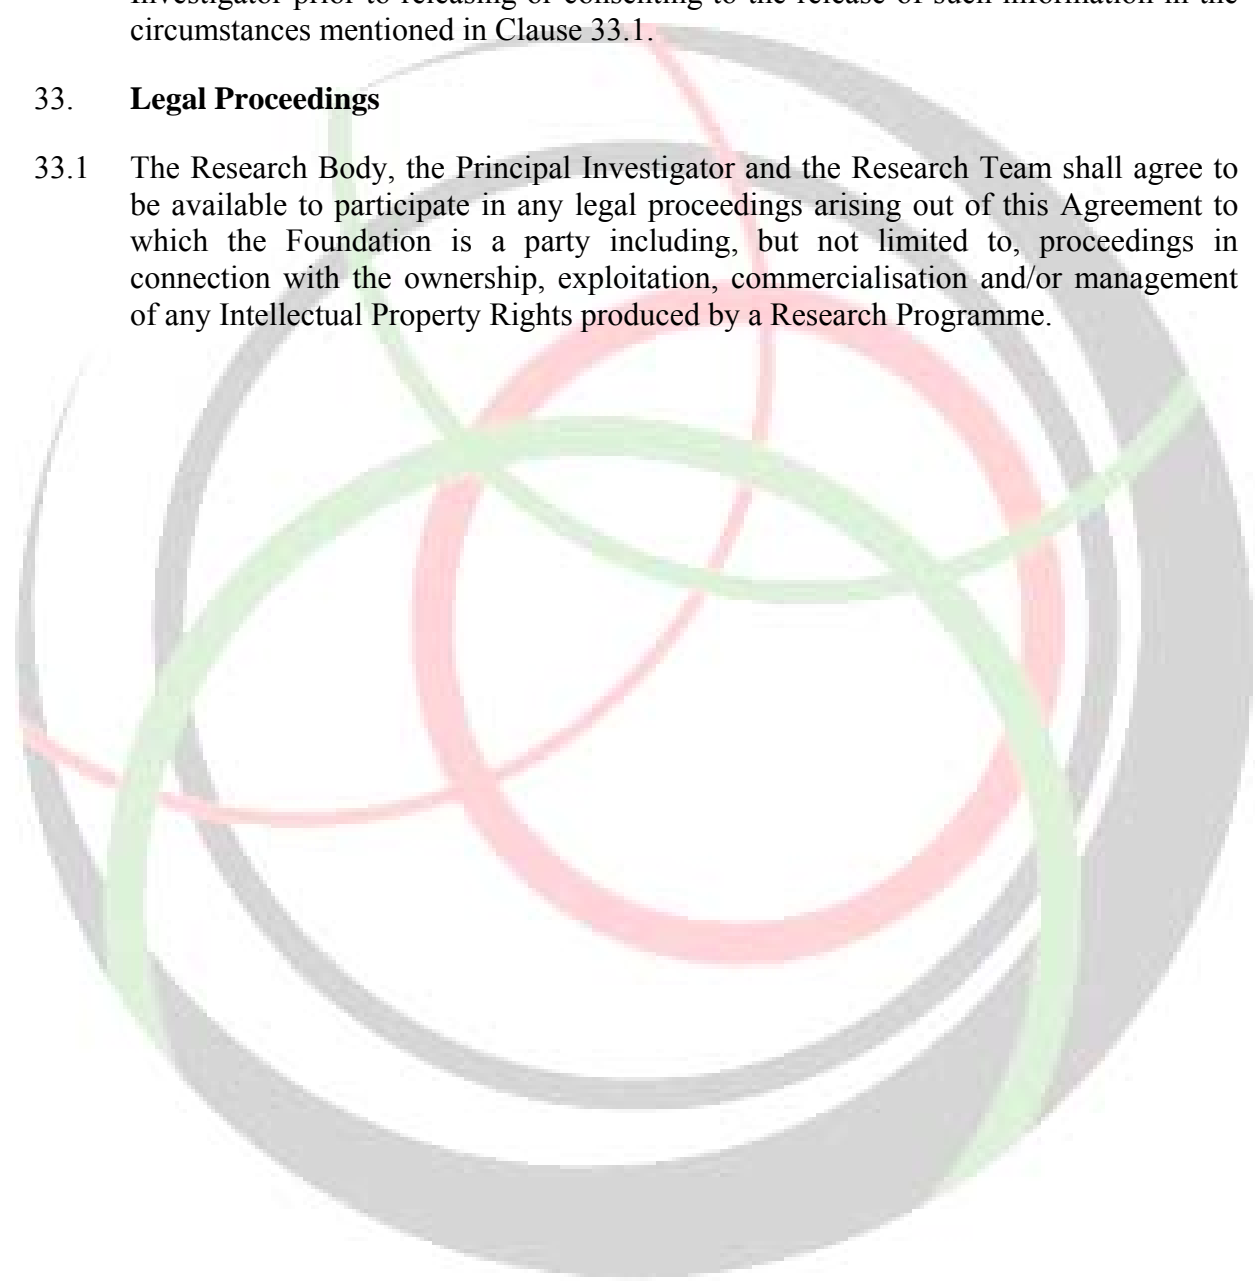 Investigator prior to releasing or consenting to the release of such information in the
circumstances mentioned in Clause 33.1.
33. Legal Proceedings
33.1 The Research Body, the Principal Investigator and the Research Team shall agree to
be available to participate in any legal proceedings arising out of this Agreement to
which the Foundation is a party including, but not limited to, proceedings in
connection with the ownership, exploitation, commercialisation and/or management
of any Intellectual Property Rights produced by a Research Programme.